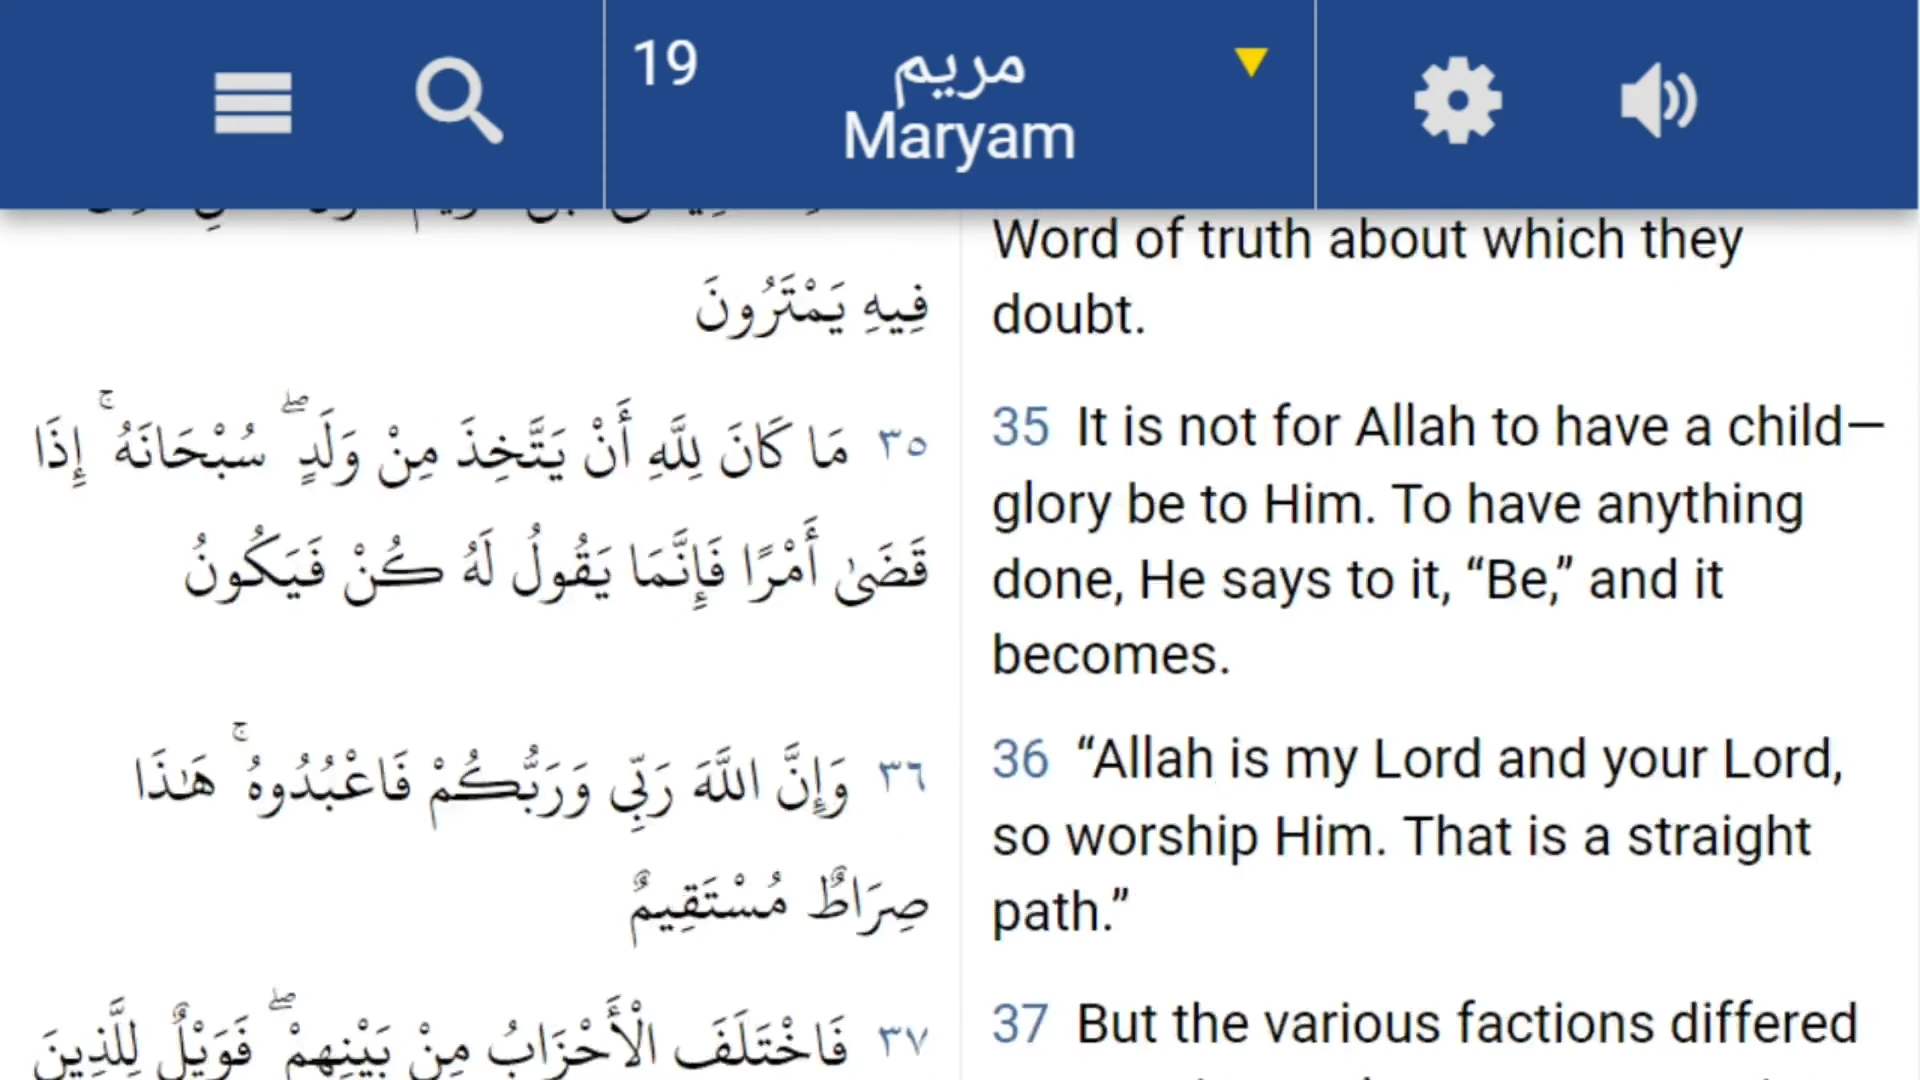 19
مريم
Maryam
فِيهِ يَمْتَرُونَ
٣٥ مَا كَانَ لِلَّهِ أَنْ يَتَّخِذَ مِنْ وَلَدٍ ۖ سُبْحَانَهُ ۚ إِذَا
قَضَىٰ أَمْرًا فَإِنَّمَا يَقُولُ لَهُ كُنْ فَيَكُونُ
٣٦ وَإِنَّ اللَّهَ رَبِّي وَرَبُّكُمْ فَاعْبُدُوهُ ۚ هَٰذَا
صِرَاطٌ مُسْتَقِيمٌ
٣٧ فَاخْتَلَفَ الْأَحْزَابُ مِنْ بَيْنِهِمْ ۖ فَوَيْلٌ لِلَّذِينَ
Word of truth about which they
doubt.
35 It is not for Allah to have a child—
glory be to Him. To have anything
done, He says to it, “Be,” and it
becomes.
36 “Allah is my Lord and your Lord,
so worship Him. That is a straight
path.”
37 But the various factions differed